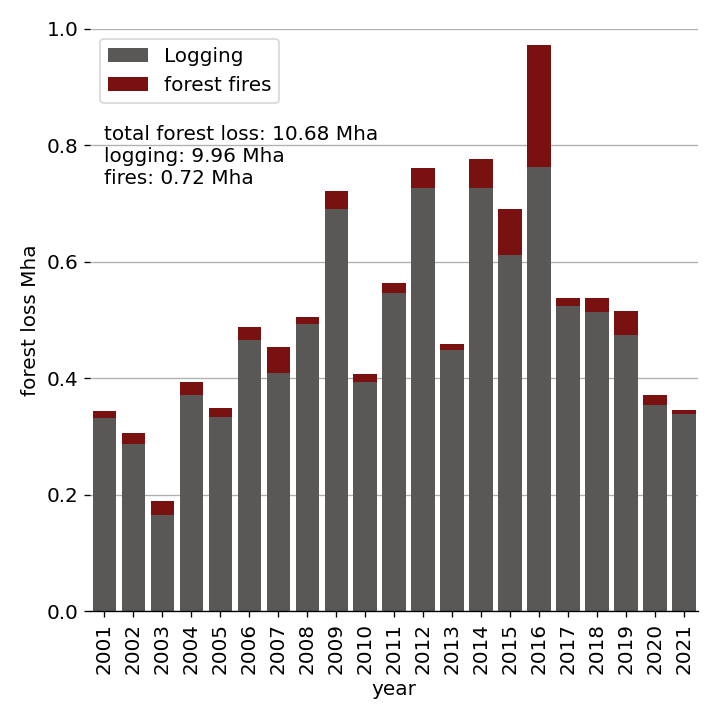 1.0
Logging
forest fires
total forest loss: 10.68 Mha
0.8
logging: 9.96 Mha
fires: 0.72 Mha
0.6
forest loss Mha
0.4
0.2
0.0
2001 2002 2003 2004 2005 2006 2007 2008 2009 2010 2011 2012 2013 2014 2015 2016 2017 2018 2019 2020 2021
year